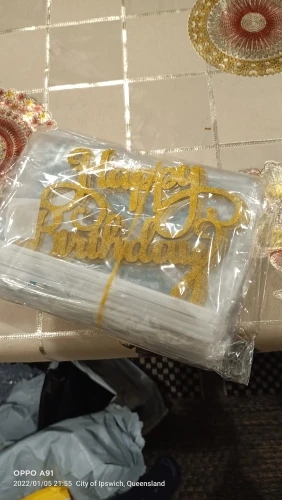 Happy
Birthday
OPPO A91
2022/01/05 21:55 City of Ipswich, Queensland